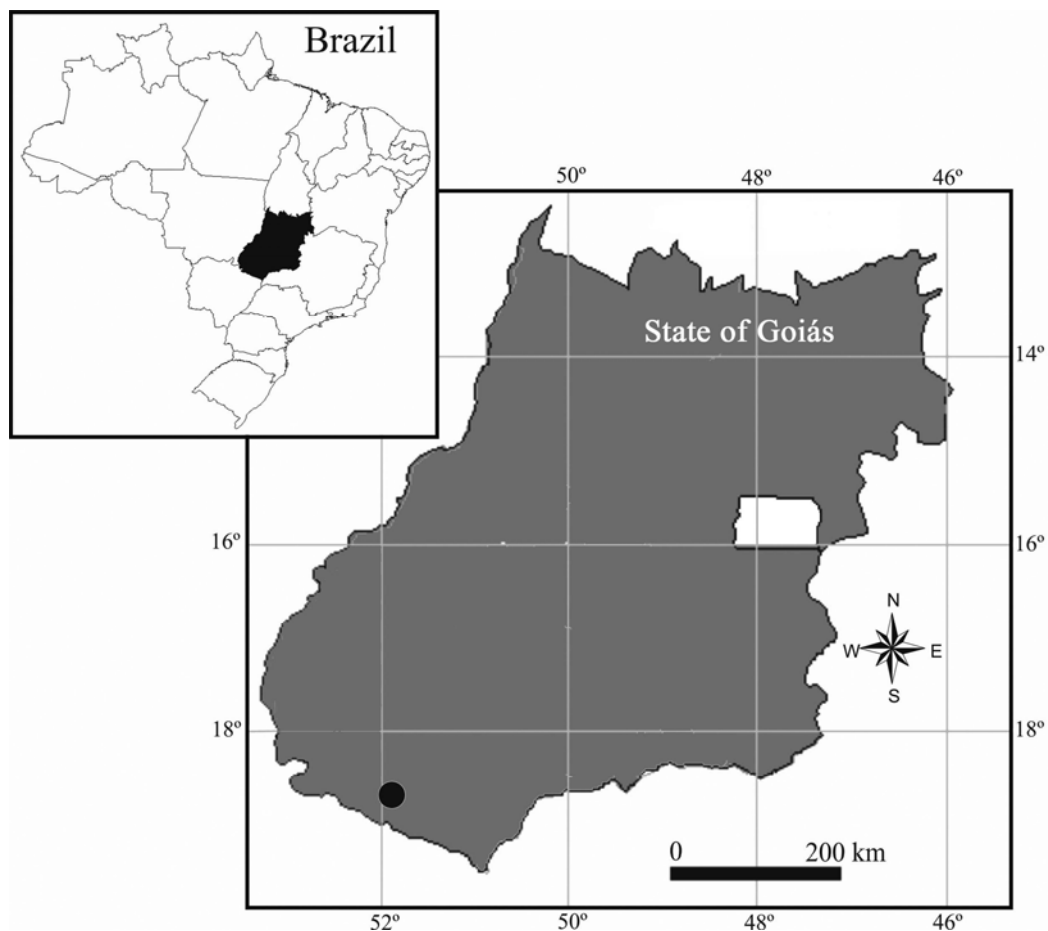 Brazil
50º 48º 46º
State of Goiás
14º
16º 16º
N
W E
S
18º 18º
0 200 km
52º 50º 48º 46º